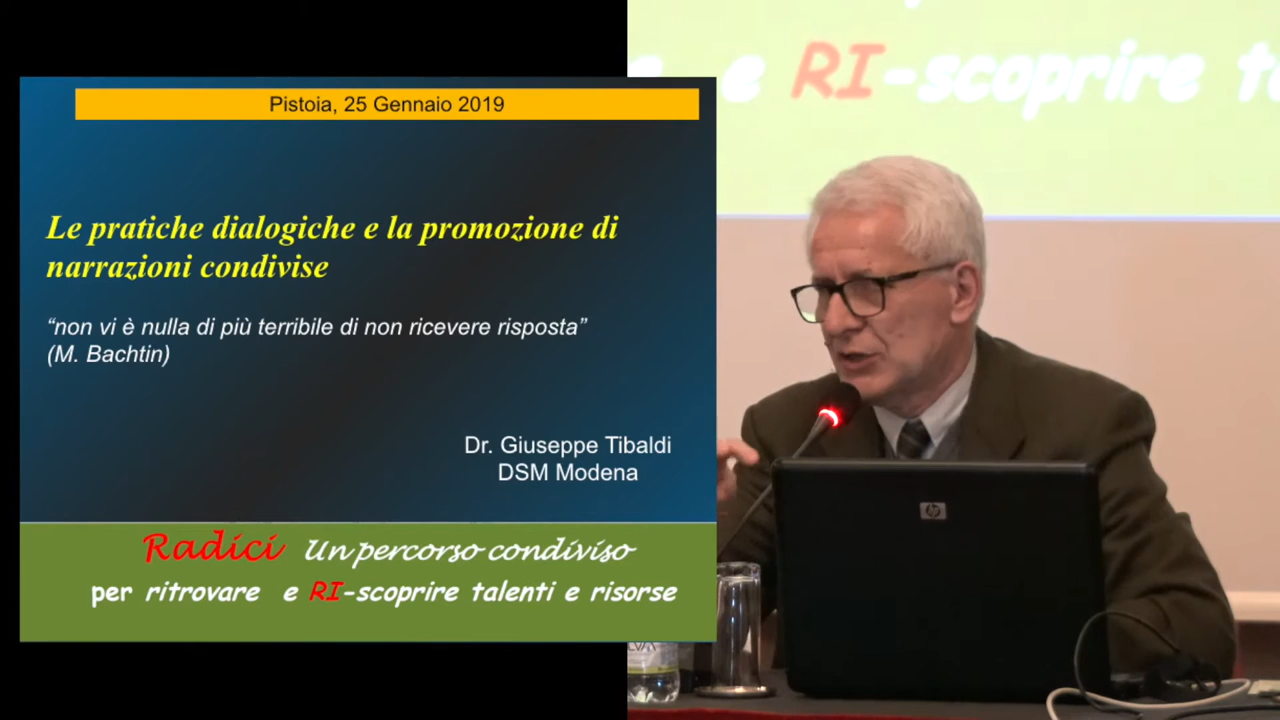 Pistoia, 25 Gennaio 2019
Le pratiche dialogiche e la promozione di
narrazioni condivise
“non vi è nulla di più terribile di non ricevere risposta”
(M. Bachtin)
Dr. Giuseppe Tibaldi
DSM Modena
Radici Un percorso condiviso
per ritrovare e RI-scoprire talenti e risorse
e RI-scoprire
hp